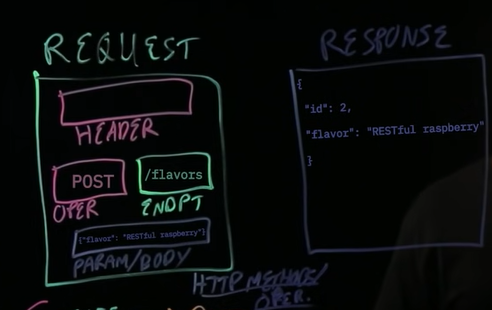 REQUEST
HEADER
POST
/flavors
OPER
ENDPT
{"flavor": "RESTful raspberry"}
PARAM/BODY
RESPONSE
{
"id": 2,
"flavor": "RESTful raspberry"
}
HTTP METHODS/
OPER.